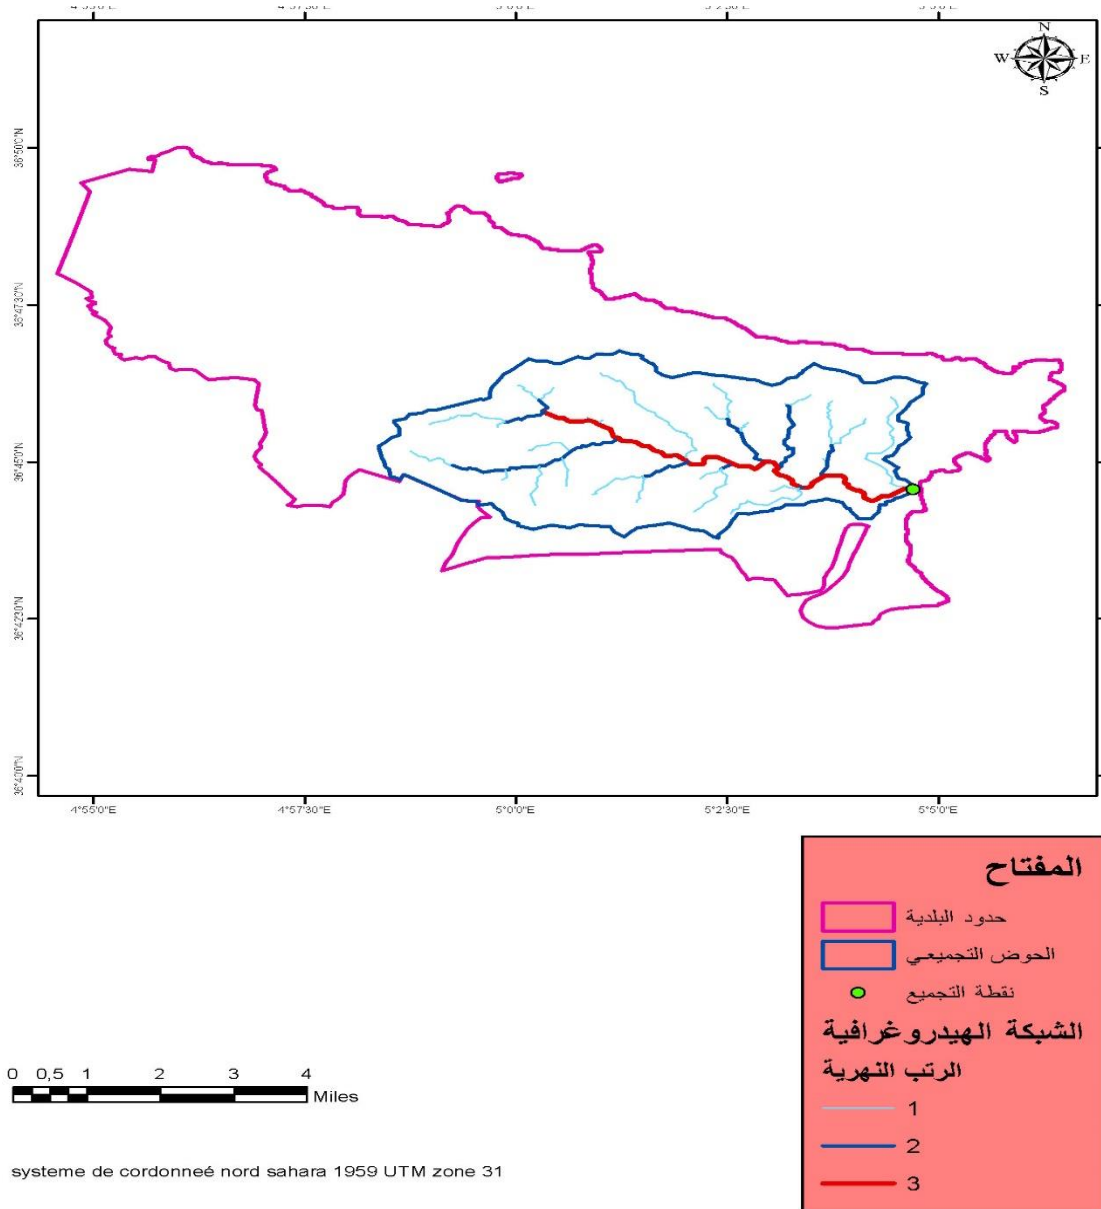 N
W E
S
36°50'0"N
36°47'30"N
36°45'0"N
36°42'30"N
36°40'0"N
4°55'0"E 4°57'30"E 5°0'0"E 5°2'30"E 5°5'0"E
المفتاح
حدود البلدية
الحوض التجميعي
نقطة التجميع
الشبكة الهيدروغرافية
الرتب النهرية
1
2
3
0 0,5 1 2 3 4
Miles
systeme de cordonneé nord sahara 1959 UTM zone 31